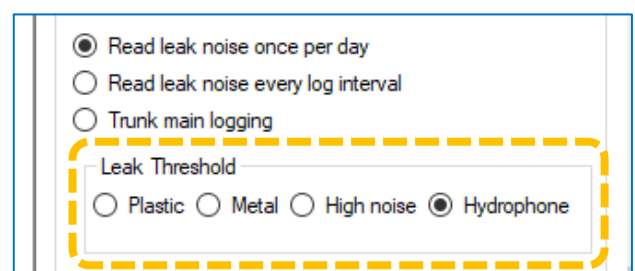 Read leak noise once per day
Read leak noise every log interval
Trunk main logging
Leak Threshold
Plastic Metal High noise Hydrophone